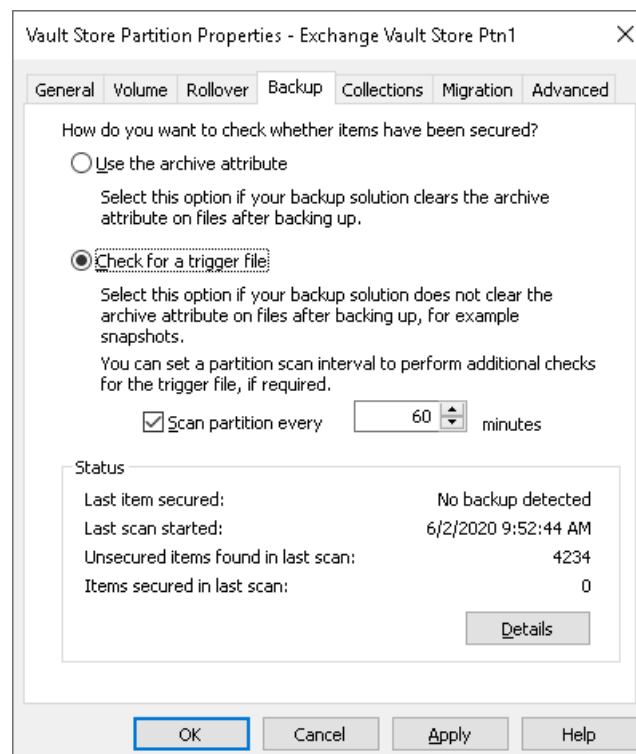 Vault Store Partition Properties - Exchange Vault Store Ptn1
General Volume Rollover Backup Collections Migration Advanced
How do you want to check whether items have been secured?
Use the archive attribute
Select this option if your backup solution clears the archive
attribute on files after backing up.
Check for a trigger file
Select this option if your backup solution does not clear the
archive attribute on files after backing up, for example
snapshots.
You can set a partition scan interval to perform additional checks
for the trigger file, if required.
Scan partition every 60 minutes
Status
Last item secured: No backup detected
Last scan started: 6/2/2020 9:52:44 AM
Unsecured items found in last scan: 4234
Items secured in last scan: 0
Details
OK Cancel Apply Help